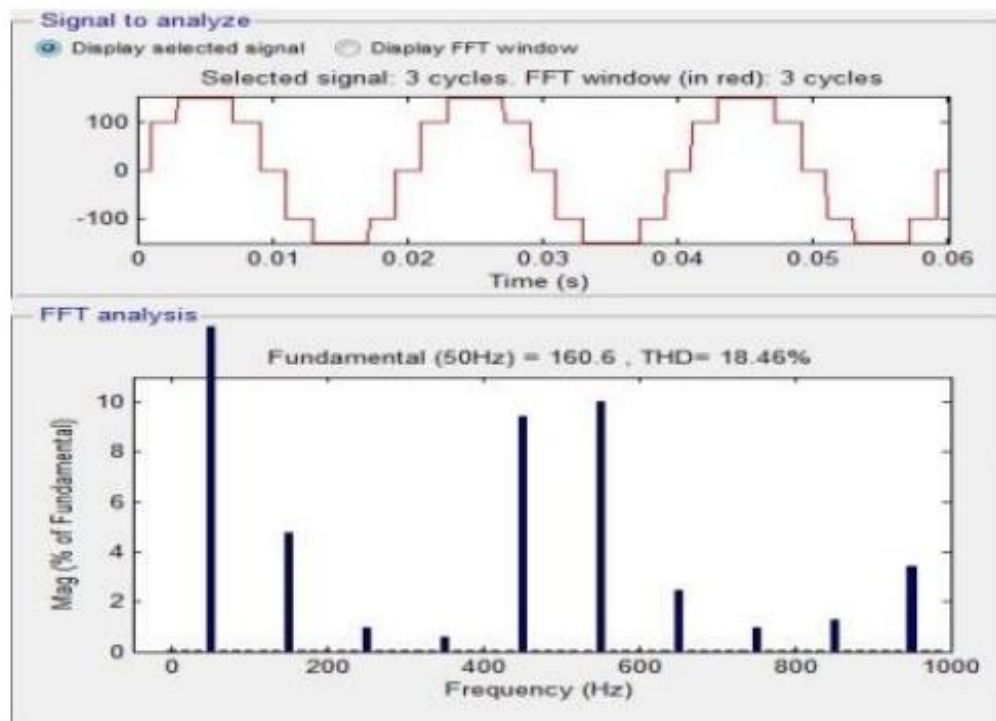 Signal to analyze
Display selected signal Display FFT window
Selected signal: 3 cycles. FFT window (in red): 3 cycles
100
0
-100
0 0.01 0.02 0.03 0.04 0.05 0.06
Time (s)
FFT analysis
Fundamental (50Hz) = 160.6 , THD= 18.46%
Mag (% of Fundamental)
10
8
6
4
2
0
0 200 400 600 800 1000
Frequency (Hz)